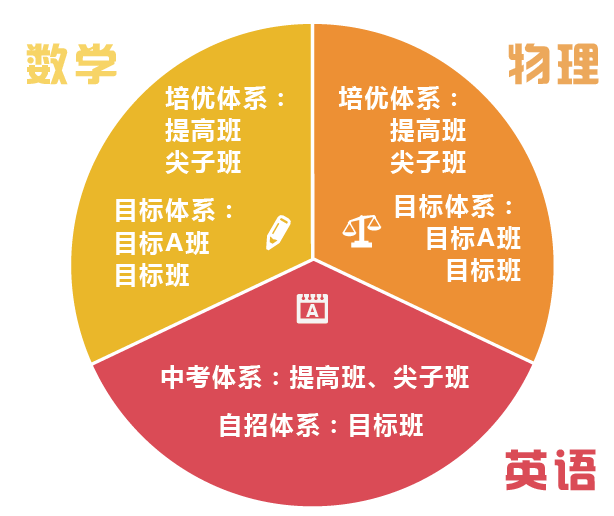 数学
培优体系：
提高班
尖子班
目标体系：
目标A班
目标班
物理
培优体系：
提高班
尖子班
目标体系：
目标A班
目标班
A
中考体系：提高班、尖子班
自招体系：目标班
英语